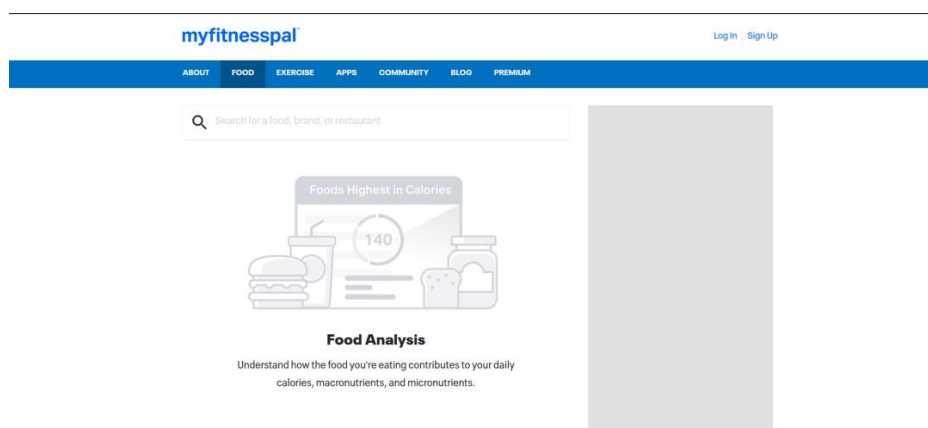 myfitnesspal
Log In Sign Up
ABOUT FOOD EXERCISE APPS COMMUNITY BLOG PREMIUM
Search for a food, brand, or restaurant
Foods Highest in Calories
140
Food Analysis
Understand how the food you're eating contributes to your daily
calories, macronutrients, and micronutrients.